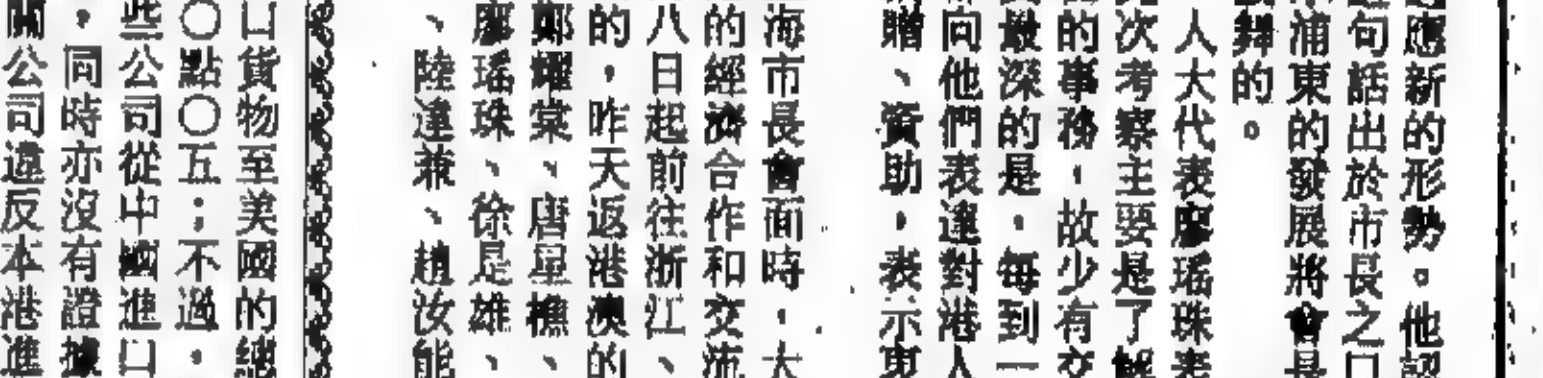 應新的形勢。他認
句話出於市長之口
浦東的發展將會是
舞的。
人大代表廖瑤珠表
次考察主要是了解
的事務，故少有交
最深的是，每到一
向他們表達對港人
贈、資助，表示衷
海市長會面時，大
的經濟合作和交流
八日起前往浙江、
的，昨天返港澳的
鄭耀棠、唐星樵、
廖瑤珠、徐是雄、
、陸達兼、趙汝能
口貨物至美國的總
〇點〇五；不過，
些公司從中國進口
，同時亦沒有證據
公司違反本港進